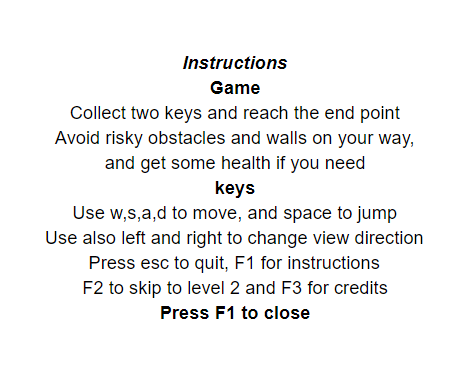 Instructions
Game
Collect two keys and reach the end point
Avoid risky obstacles and walls on your way,
and get some health if you need
keys
Use w,s,a,d to move, and space to jump
Use also left and right to change view direction
Press esc to quit, F1 for instructions
F2 to skip to level 2 and F3 for credits
Press F1 to close